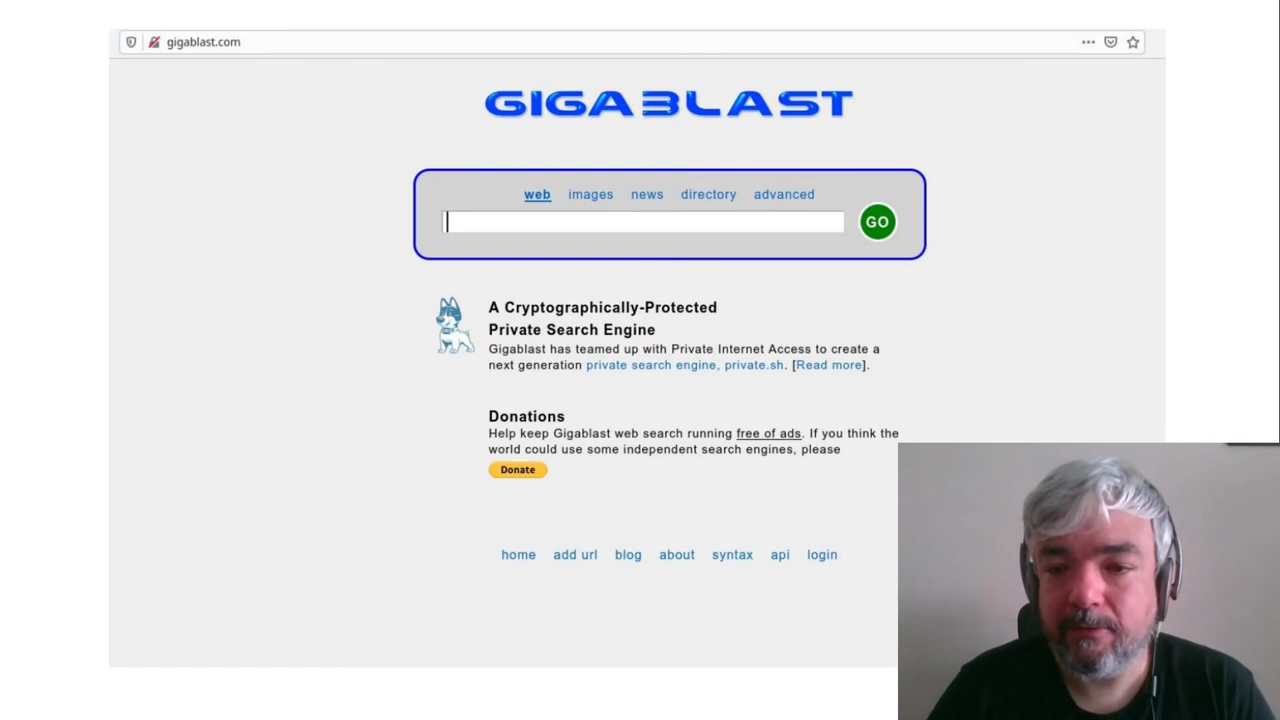 gigablast.com
GIGABLAST
web images news directory advanced
GO
A Cryptographically-Protected
Private Search Engine
Gigablast has teamed up with Private Internet Access to create a
next generation private search engine, private.sh. [Read more].
Donations
Help keep Gigablast web search running free of ads. If you think the
world could use some independent search engines, please
Donate
home add url blog about syntax api login